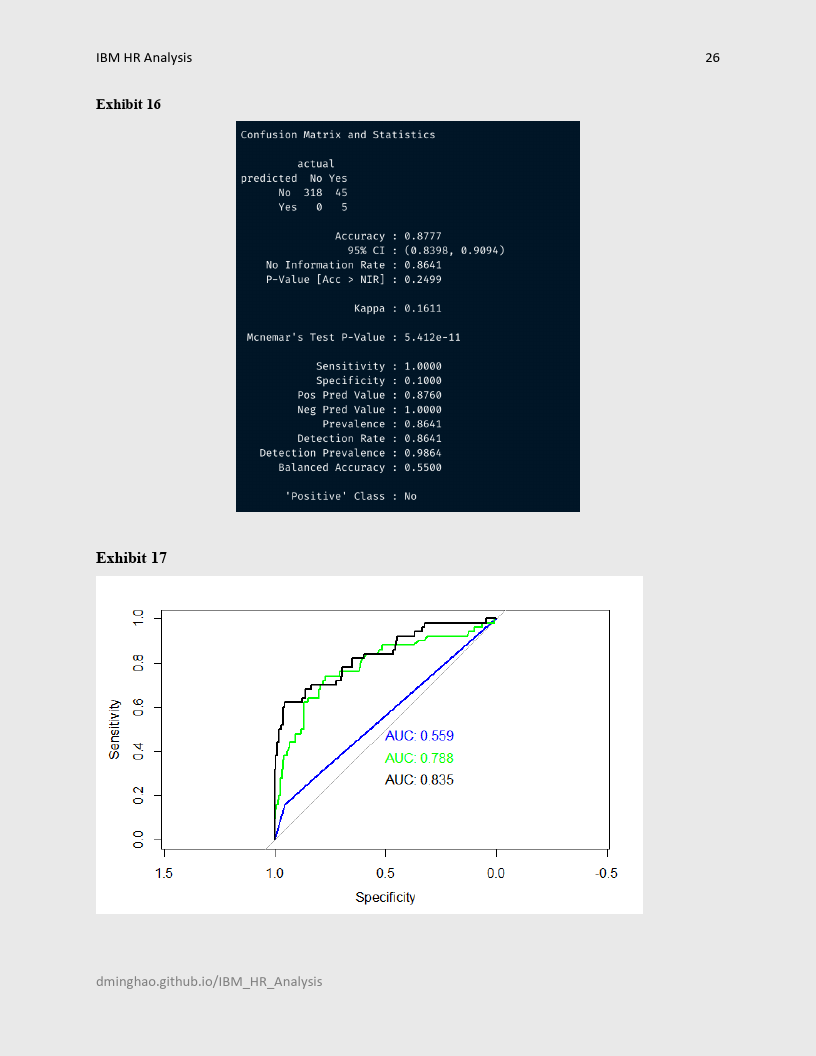 IBM HR Analysis 26
Exhibit 16
Confusion Matrix and Statistics
actual
predicted No Yes
No 318 45
Yes 0 5
Accuracy : 0.8777
95% CI : (0.8398, 0.9094)
No Information Rate : 0.8641
P-Value [Acc > NIR] : 0.2499
Kappa : 0.1611
Mcnemar's Test P-Value : 5.412e-11
Sensitivity : 1.0000
Specificity : 0.1000
Pos Pred Value : 0.8760
Neg Pred Value : 1.0000
Prevalence : 0.8641
Detection Rate : 0.8641
Detection Prevalence : 0.9864
Balanced Accuracy : 0.5500
'Positive' Class : No
Exhibit 17
1.0
0.8
0.6
0.4
0.2
0.0
Sensitivity
AUC: 0.559
AUC: 0.788
AUC: 0.835
1.5 1.0 0.5 0.0 -0.5
Specificity
dminghao.github.io/IBM_HR_Analysis